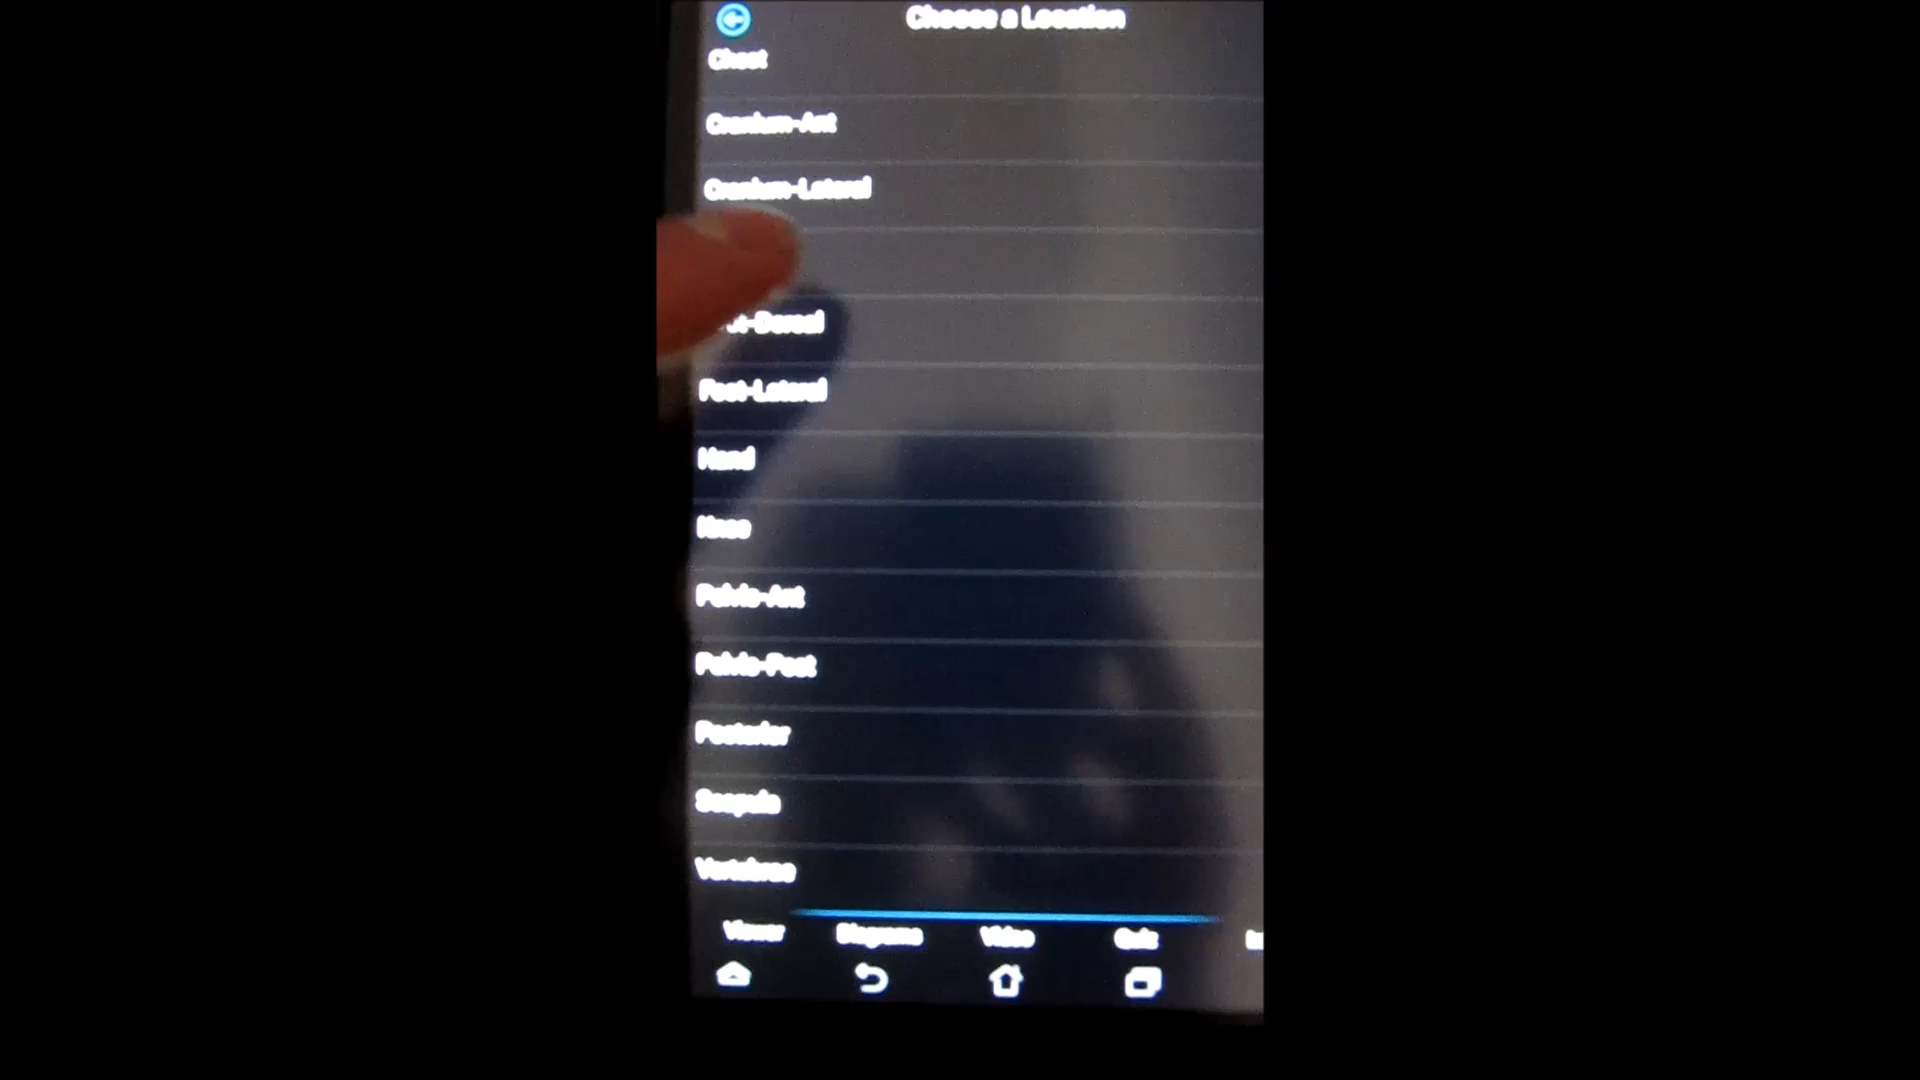 Choose a Location
Chest
Cranium-Ant
Cranium-Lateral
t-Dorsal
Foot-Lateral
Hand
Knee
Pelvis-Ant
Pelvis-Post
Posterior
Scapula
Vertebrae
Viewer Diagrams Video Quiz